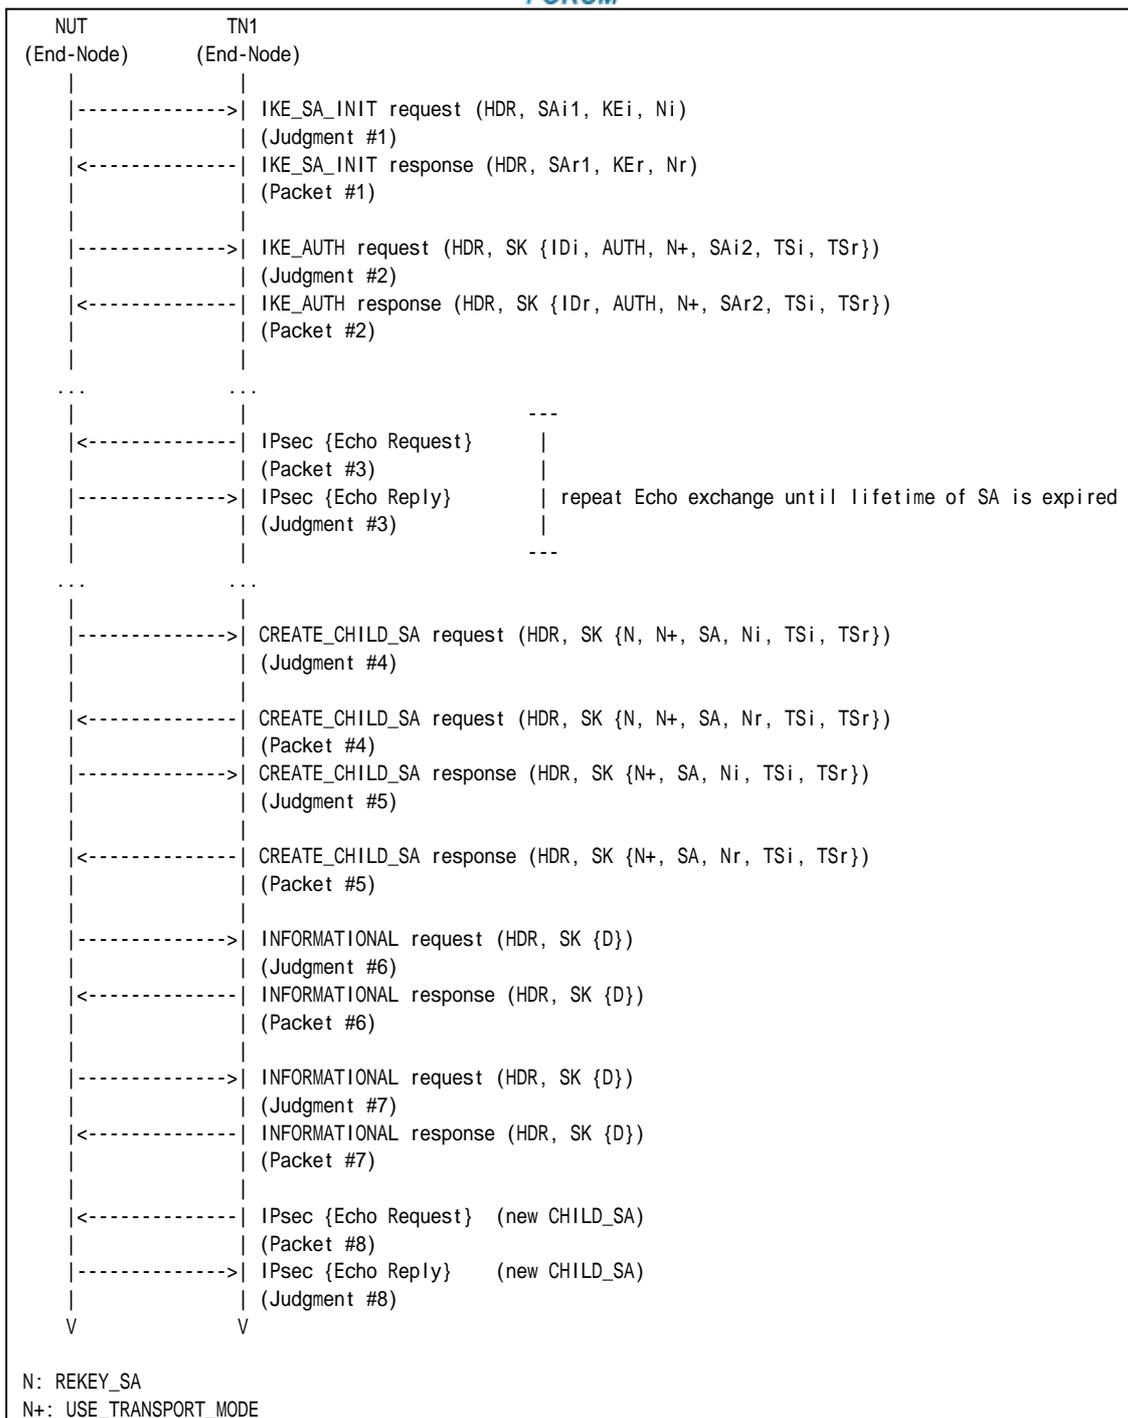 NUT                    TN1
(End-Node)        (End-Node)
     |                    |
     |-------------->| IKE_SA_INIT request (HDR, SAi1, KEi, Ni)
     |                    | (Judgment #1)
     |<--------------| IKE_SA_INIT response (HDR, SAr1, KEr, Nr)
     |                    | (Packet #1)
     |                    |
     |-------------->| IKE_AUTH request (HDR, SK {IDi, AUTH, N+, SAi2, TSi, TSr})
     |                    | (Judgment #2)
     |<--------------| IKE_AUTH response (HDR, SK {IDr, AUTH, N+, SAr2, TSi, TSr})
     |                    | (Packet #2)
     |                    |
    ...                  ...
     |                    |                              ---
     |<--------------| IPsec {Echo Request}       |
     |                    | (Packet #3)                   |
     |-------------->| IPsec {Echo Reply}         | repeat Echo exchange until lifetime of SA is expired
     |                    | (Judgment #3)                 |
     |                    |                              ---
    ...                  ...
     |                    |
     |-------------->| CREATE_CHILD_SA request (HDR, SK {N, N+, SA, Ni, TSi, TSr})
     |                    | (Judgment #4)
     |                    |
     |<--------------| CREATE_CHILD_SA request (HDR, SK {N, N+, SA, Nr, TSi, TSr})
     |                    | (Packet #4)
     |-------------->| CREATE_CHILD_SA response (HDR, SK {N+, SA, Ni, TSi, TSr})
     |                    | (Judgment #5)
     |                    |
     |<--------------| CREATE_CHILD_SA response (HDR, SK {N+, SA, Nr, TSi, TSr})
     |                    | (Packet #5)
     |                    |
     |-------------->| INFORMATIONAL request (HDR, SK {D})
     |                    | (Judgment #6)
     |<--------------| INFORMATIONAL response (HDR, SK {D})
     |                    | (Packet #6)
     |                    |
     |-------------->| INFORMATIONAL request (HDR, SK {D})
     |                    | (Judgment #7)
     |<--------------| INFORMATIONAL response (HDR, SK {D})
     |                    | (Packet #7)
     |                    |
     |<--------------| IPsec {Echo Request}  (new CHILD_SA)
     |                    | (Packet #8)
     |-------------->| IPsec {Echo Reply}    (new CHILD_SA)
     |                    | (Judgment #8)
     V                    V
N: REKEY_SA
N+: USE_TRANSPORT_MODE